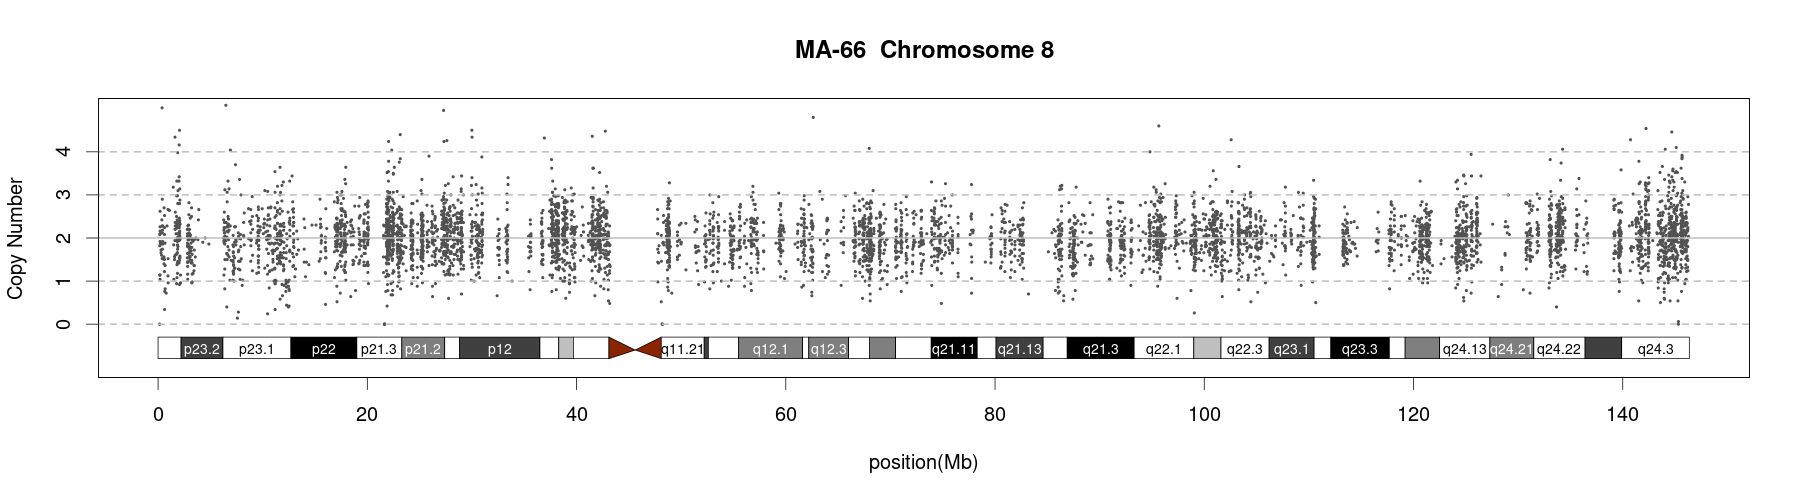 MA-66 Chromosome 8
Copy Number
4
3
2
1
0
p23.2 p23.1 p22 p21.3 p21.2 p12 q11.21 q12.1 q12.3 q21.11 q21.13 q21.3 q22.1 q22.3 q23.1 q23.3 q24.13 q24.21 q24.22 q24.3
0 20 40 60 80 100 120 140
position(Mb)